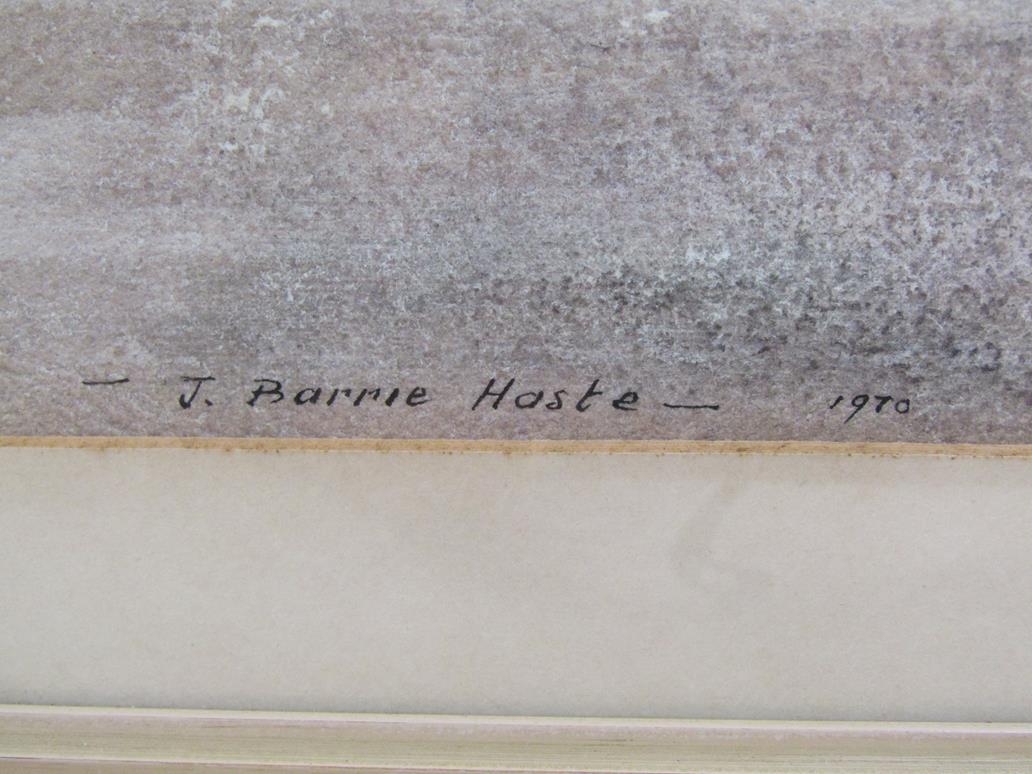 — J. Barrie Haste — 1970